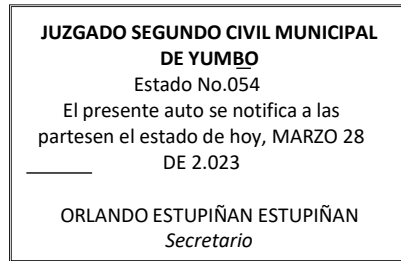 JUZGADO SEGUNDO CIVIL MUNICIPAL
DE YUMBO
Estado No.054
El presente auto se notifica a las
partesen el estado de hoy, MARZO 28
DE 2.023
ORLANDO ESTUPIÑAN ESTUPIÑAN
Secretario